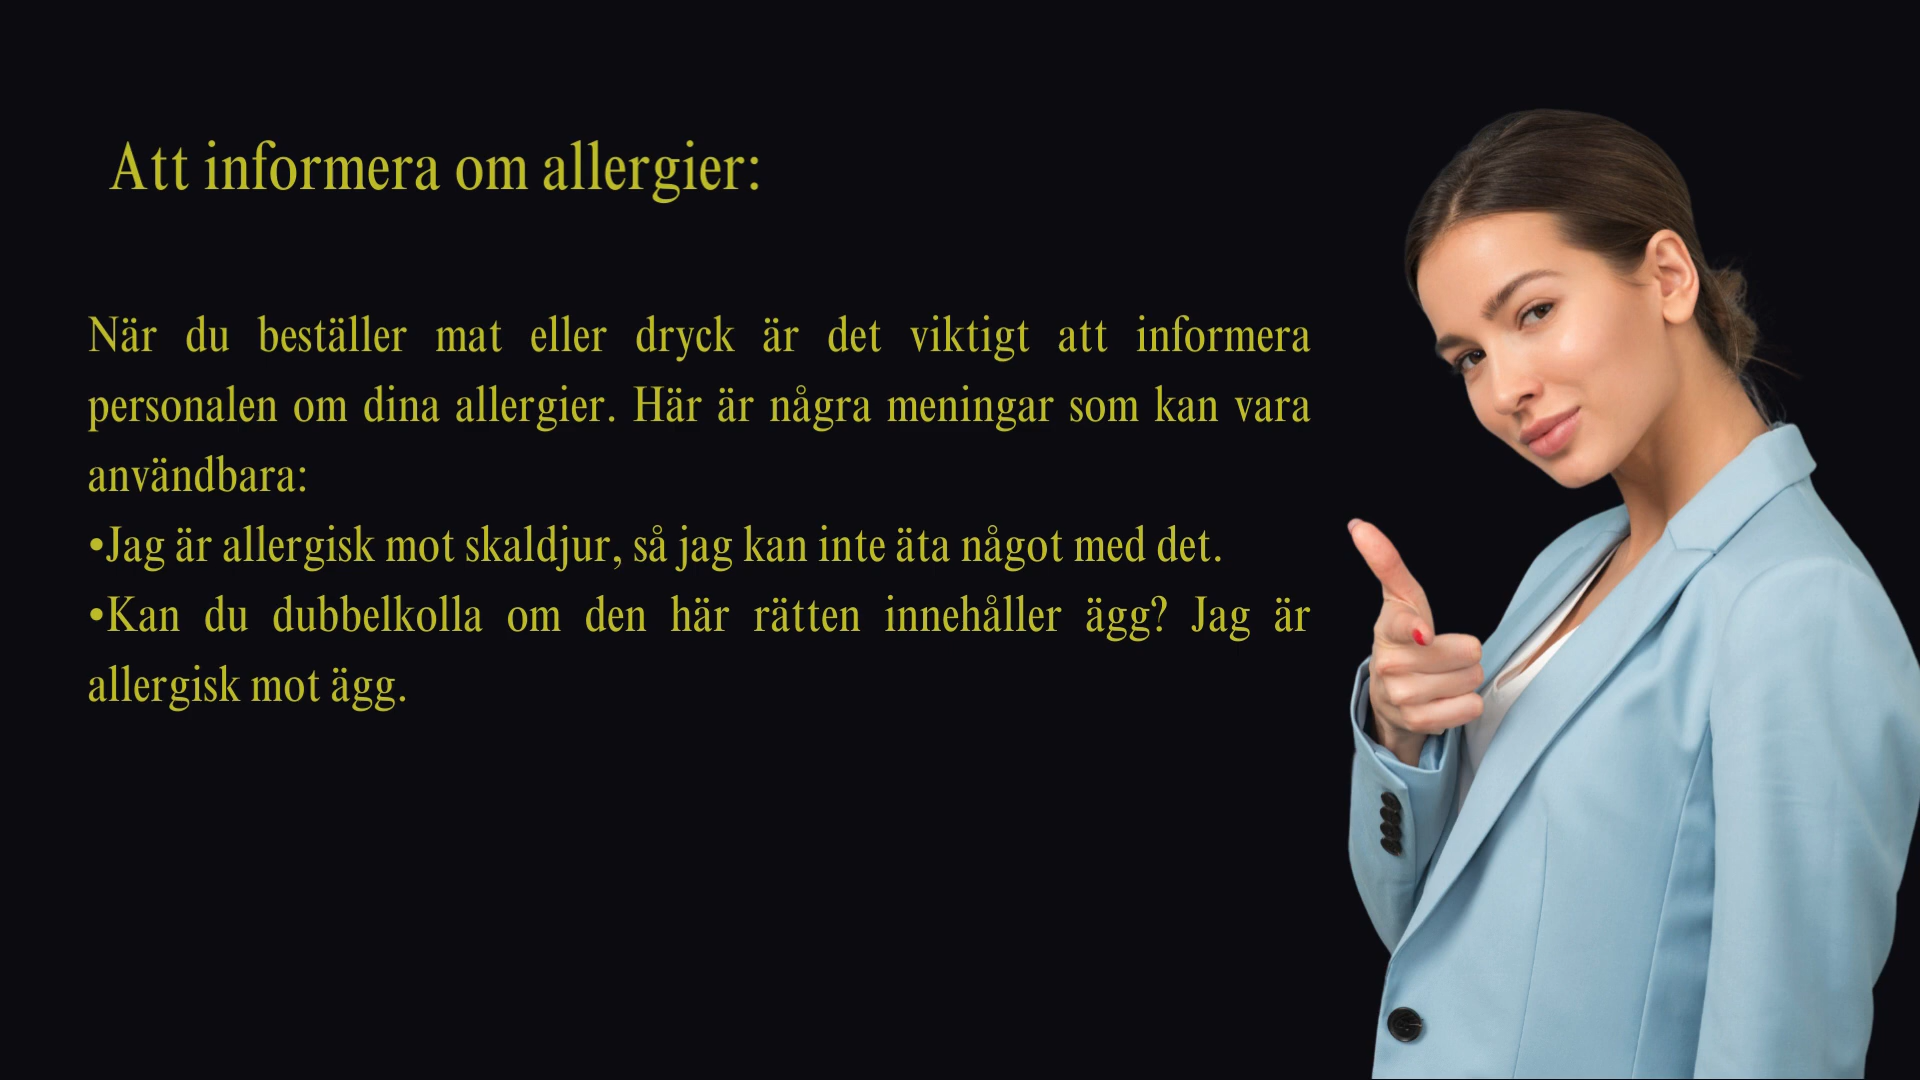 Att informera om allergier:
När du beställer mat eller dryck är det viktigt att informera
personalen om dina allergier. Här är några meningar som kan vara
användbara:
•Jag är allergisk mot skaldjur, så jag kan inte äta något med det.
•Kan du dubbelkolla om den här rätten innehåller ägg? Jag är
allergisk mot ägg.